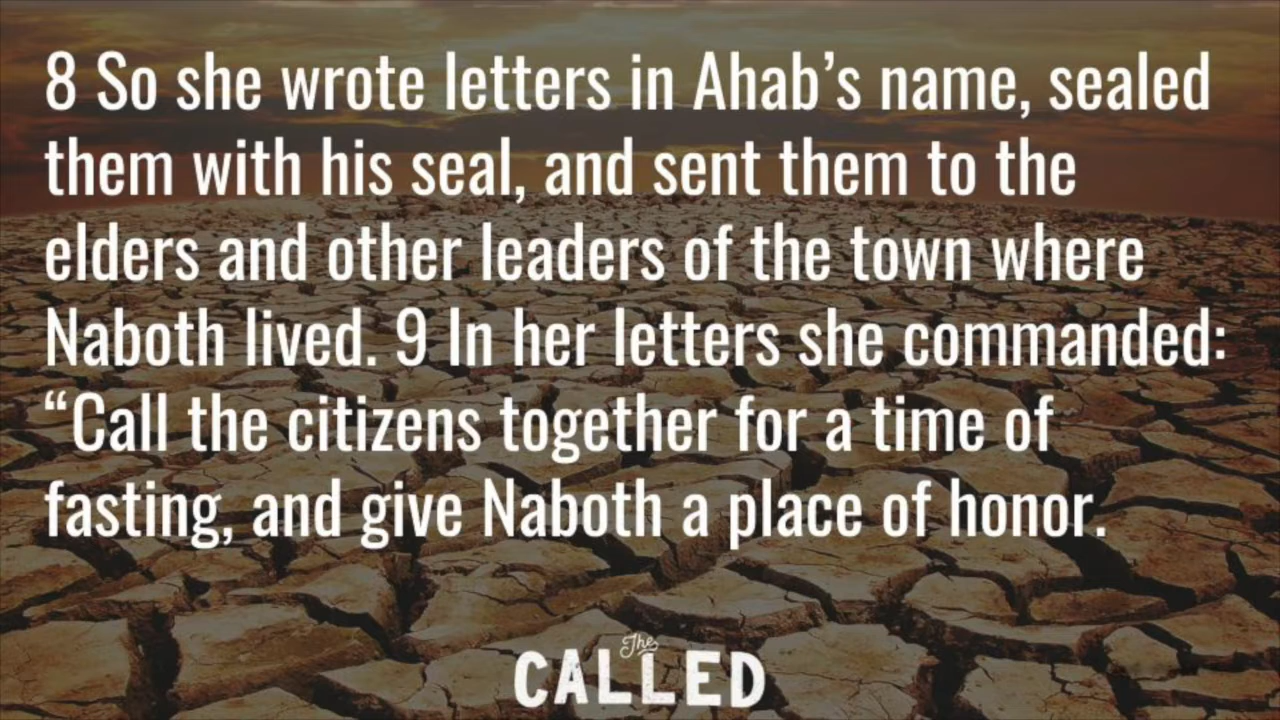 8 So she wrote letters in Ahab’s name, sealed
them with his seal, and sent them to the
elders and other leaders of the town where
Naboth lived. 9 In her letters she commanded:
“Call the citizens together for a time of
fasting, and give Naboth a place of honor.
The
CALLED